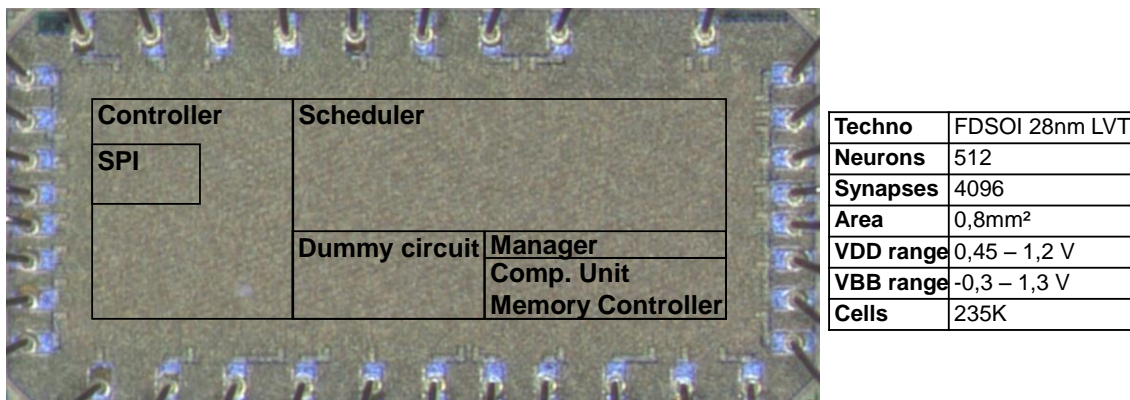 Controller
Scheduler
SPI
Dummy circuit
Manager
Comp. Unit
Memory Controller
Techno FDSOI 28nm LVT
Neurons 512
Synapses 4096
Area 0,8mm²
VDD range 0,45 – 1,2 V
VBB range -0,3 – 1,3 V
Cells 235K